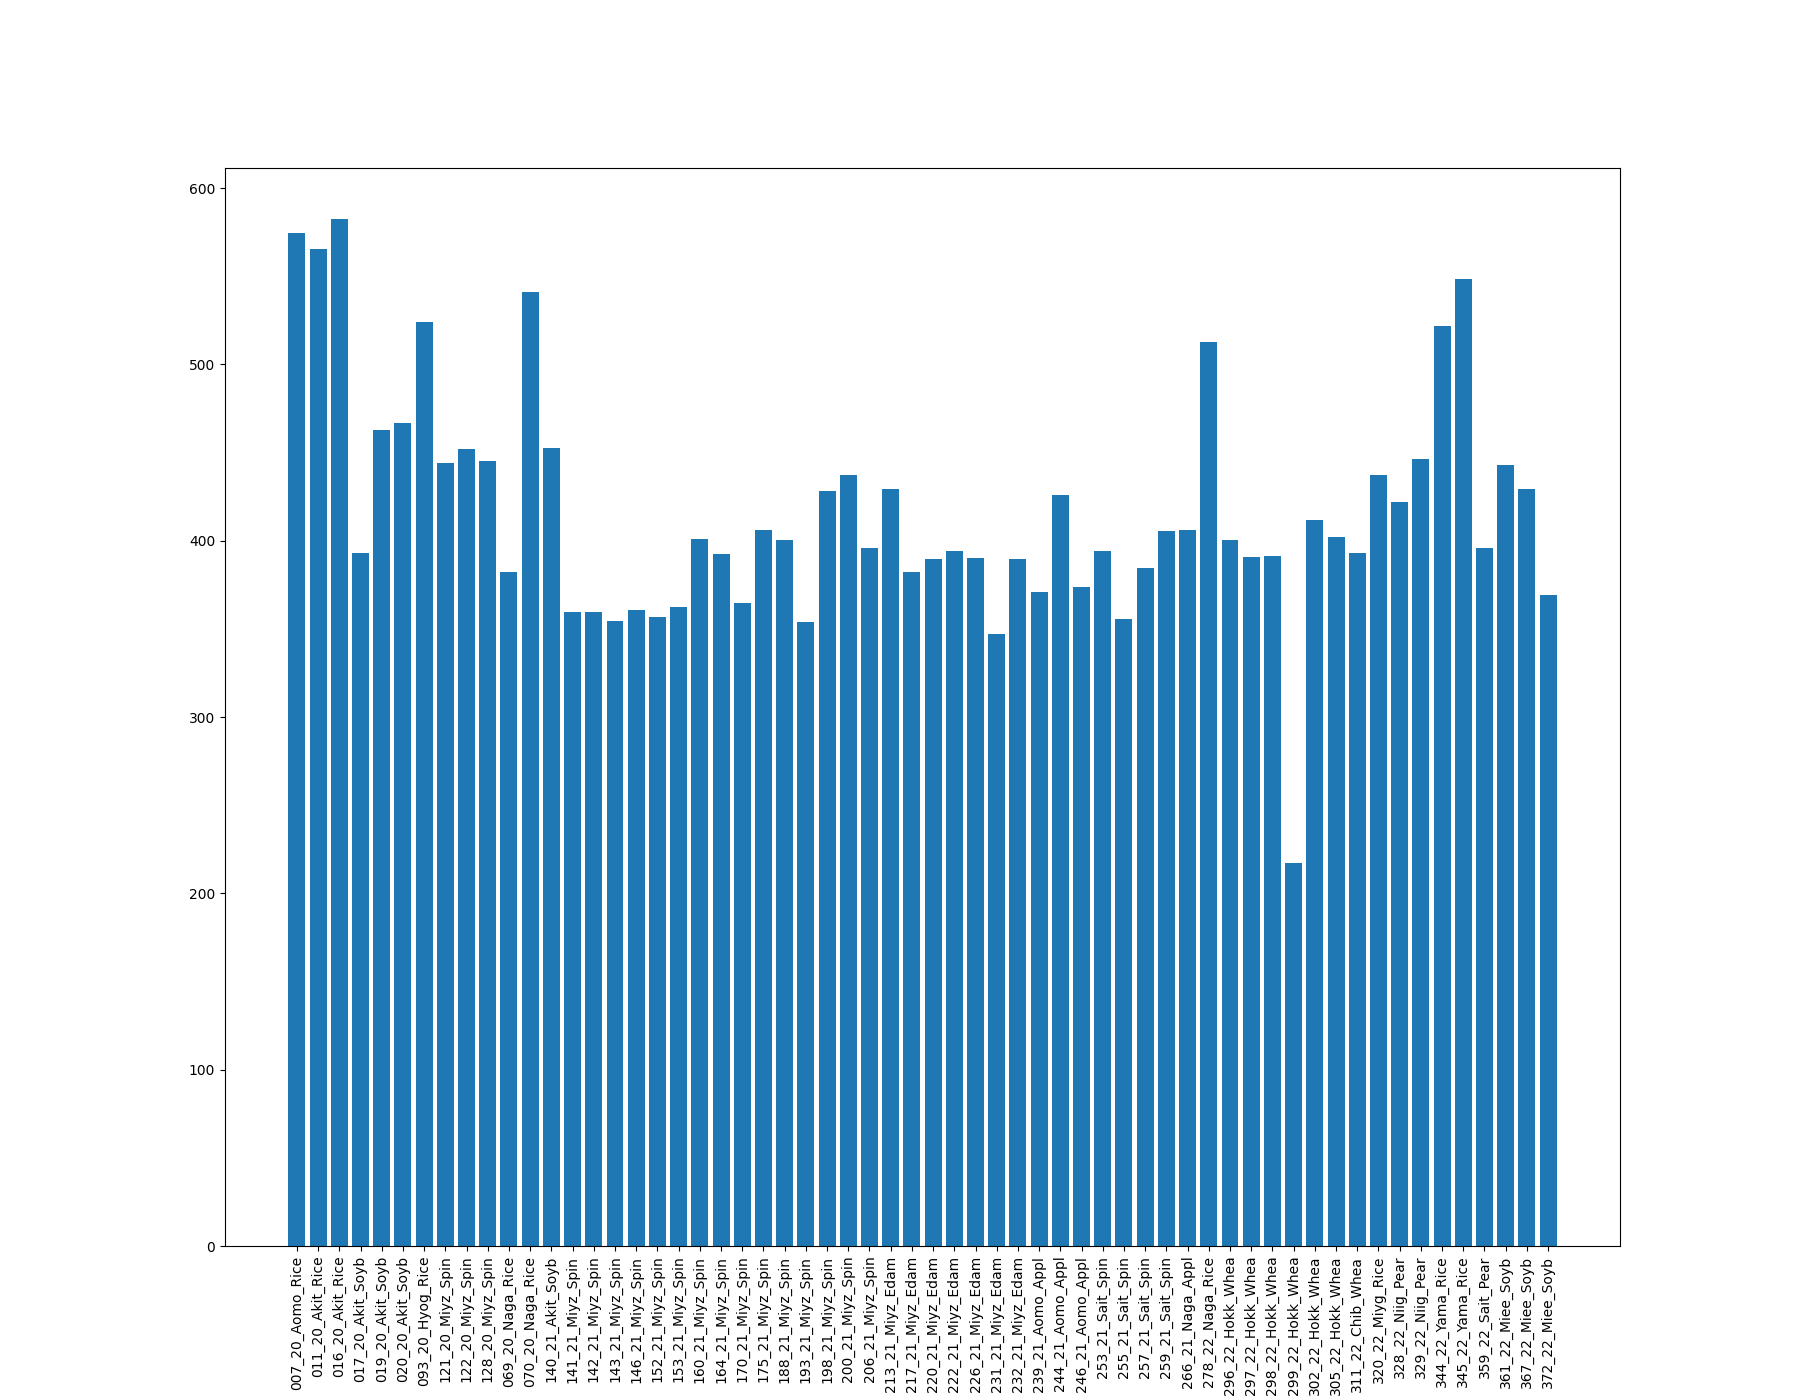 600
500
400
300
200
100
0
007_20_Aomo_Rice
011_20_Akit_Rice
016_20_Akit_Rice
017_20_Akit_Soyb
019_20_Akit_Soyb
020_20_Akit_Soyb
093_20_Hyog_Rice
121_20_Miyz_Spin
122_20_Miyz_Spin
128_20_Miyz_Spin
069_20_Naga_Rice
070_20_Naga_Rice
140_21_Akit_Soyb
141_21_Miyz_Spin
142_21_Miyz_Spin
143_21_Miyz_Spin
146_21_Miyz_Spin
152_21_Miyz_Spin
153_21_Miyz_Spin
160_21_Miyz_Spin
164_21_Miyz_Spin
170_21_Miyz_Spin
175_21_Miyz_Spin
188_21_Miyz_Spin
193_21_Miyz_Spin
198_21_Miyz_Spin
200_21_Miyz_Spin
206_21_Miyz_Spin
213_21_Miyz_Edam
217_21_Miyz_Edam
220_21_Miyz_Edam
222_21_Miyz_Edam
226_21_Miyz_Edam
231_21_Miyz_Edam
232_21_Miyz_Edam
239_21_Aomo_Appl
244_21_Aomo_Appl
246_21_Aomo_Appl
253_21_Sait_Spin
255_21_Sait_Spin
257_21_Sait_Spin
259_21_Sait_Spin
266_21_Naga_Appl
278_22_Naga_Rice
296_22_Hokk_Whea
297_22_Hokk_Whea
298_22_Hokk_Whea
299_22_Hokk_Whea
302_22_Hokk_Whea
305_22_Hokk_Whea
311_22_Chib_Whea
320_22_Miyg_Rice
328_22_Niig_Pear
329_22_Niig_Pear
344_22_Yama_Rice
345_22_Yama_Rice
359_22_Sait_Pear
361_22_Miee_Soyb
367_22_Miee_Soyb
372_22_Miee_Soyb